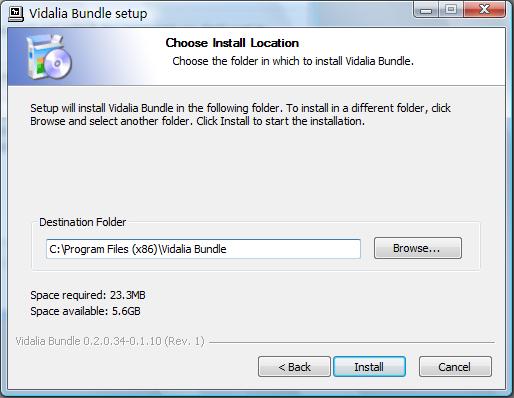 Vidalia Bundle setup
Choose Install Location
Choose the folder in which to install Vidalia Bundle.
Setup will install Vidalia Bundle in the following folder. To install in a different folder, click
Browse and select another folder. Click Install to start the installation.
Destination Folder
C:\Program Files (x86)\Vidalia Bundle
Browse...
Space required: 23.3MB
Space available: 5.6GB
Vidalia Bundle 0.2.0.34-0.1.10 (Rev. 1)
< Back
Install
Cancel